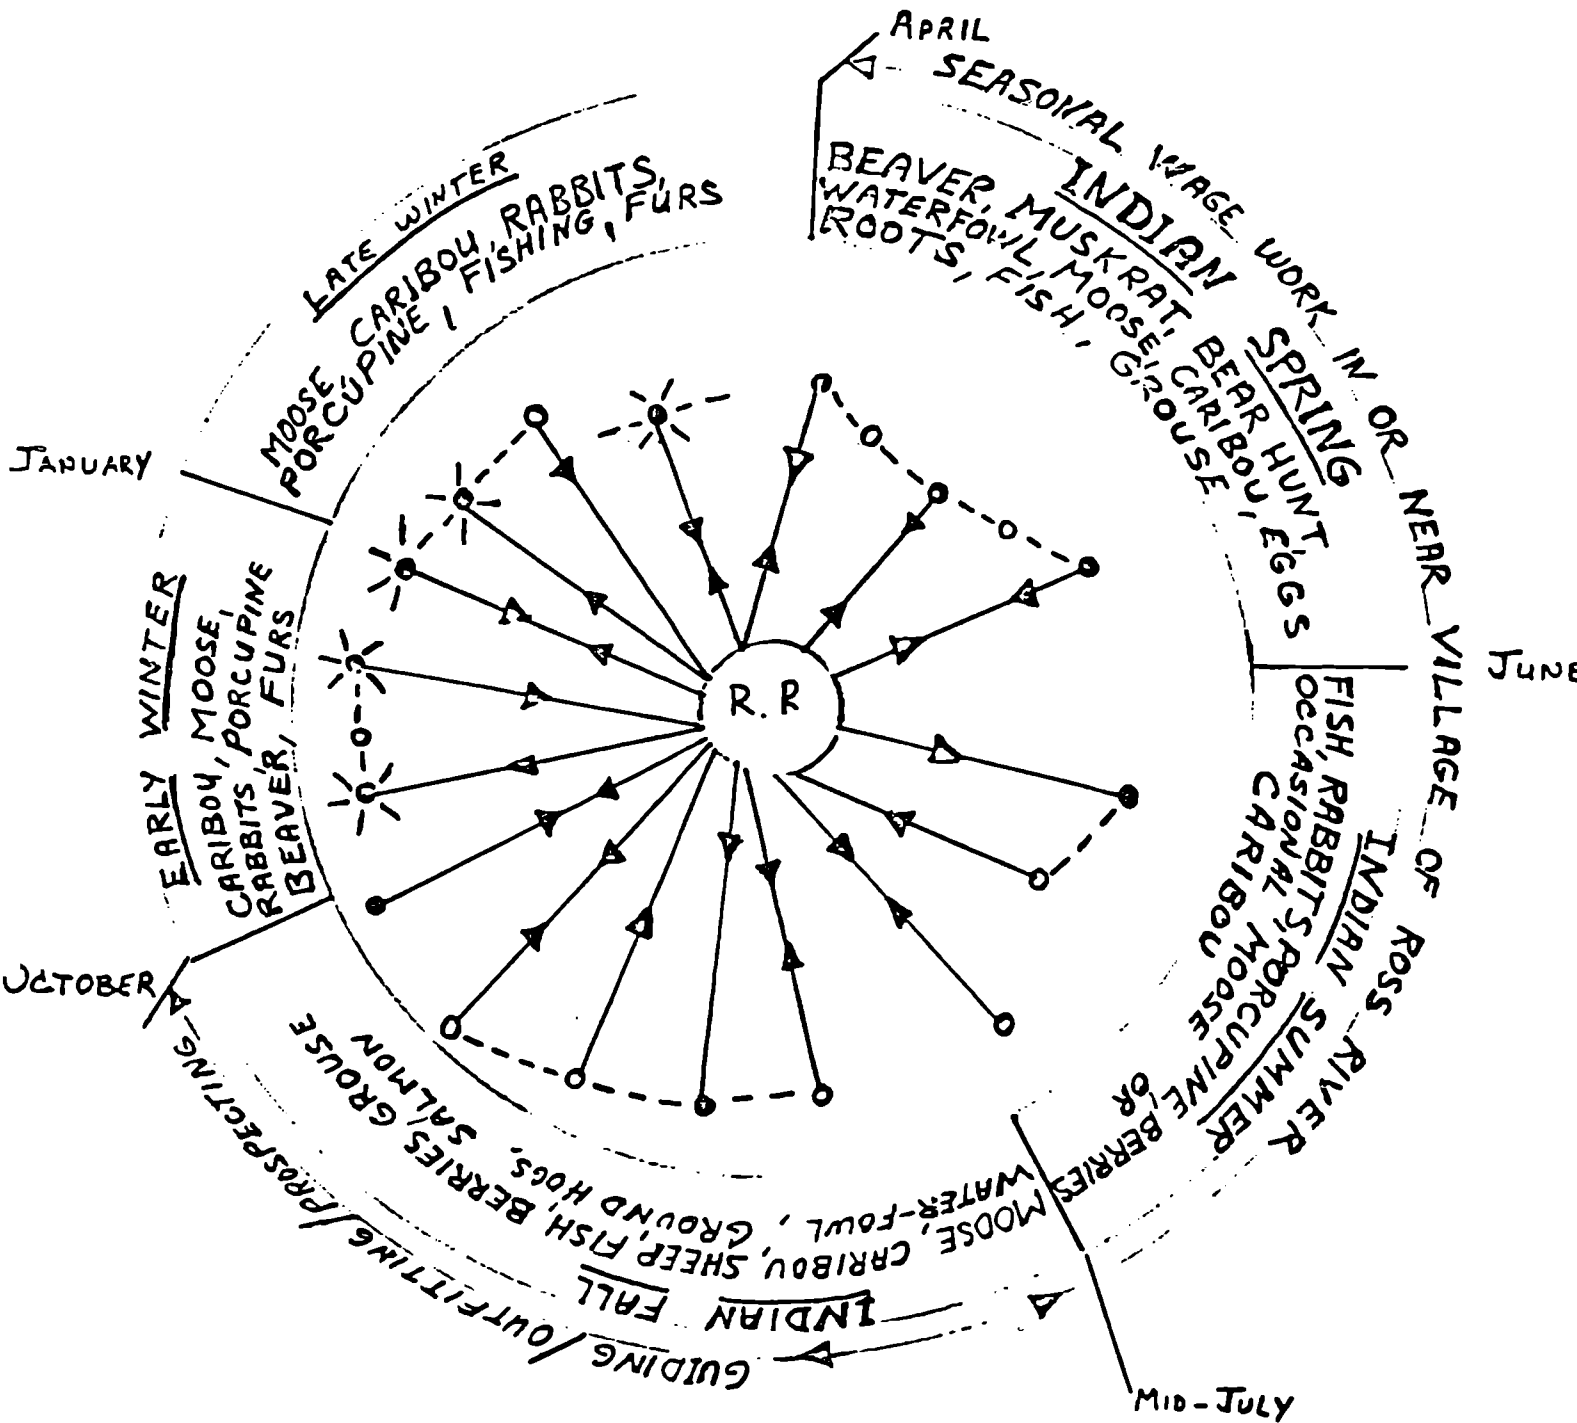 APRIL
SEASONAL WAGE WORK IN OR NEAR VILLAGE OF ROSS RIVER
INDIAN SPRING
BEAVER, MUSKRAT, BEAR HUNT
WATERFOWL, MOOSE, CARIBOU, EGGS
ROOTS, FISH, GROUSE
JUNE
INDIAN SUMMER
FISH, RABBITS, PORCUPINE, BERRIES
OCCASIONAL MOOSE OR
CARIBOU
MID-JULY
MOOSE, CARIBOU, SHEEP, FISH, BERRIES, GROUSE
WATER-FOWL, GROUND HOGS, SALMON
INDIAN FALL
GUIDING/OUTFITTING/PROSPECTING
OCTOBER
EARLY WINTER
CARIBOU, MOOSE,
RABBITS, PORCUPINE
BEAVER, FURS
JANUARY
LATE WINTER
MOOSE, CARIBOU, RABBITS,
PORCUPINE, FISHING, FURS
R.R